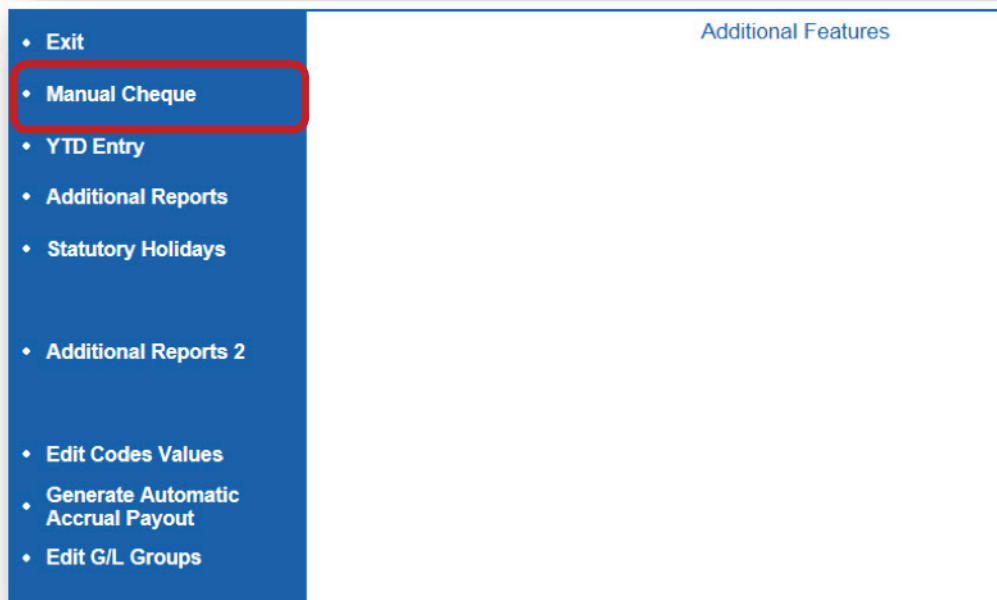 Additional Features
Exit
Manual Cheque
YTD Entry
Additional Reports
Statutory Holidays
Additional Reports 2
Edit Codes Values
Generate Automatic
Accrual Payout
Edit G/L Groups